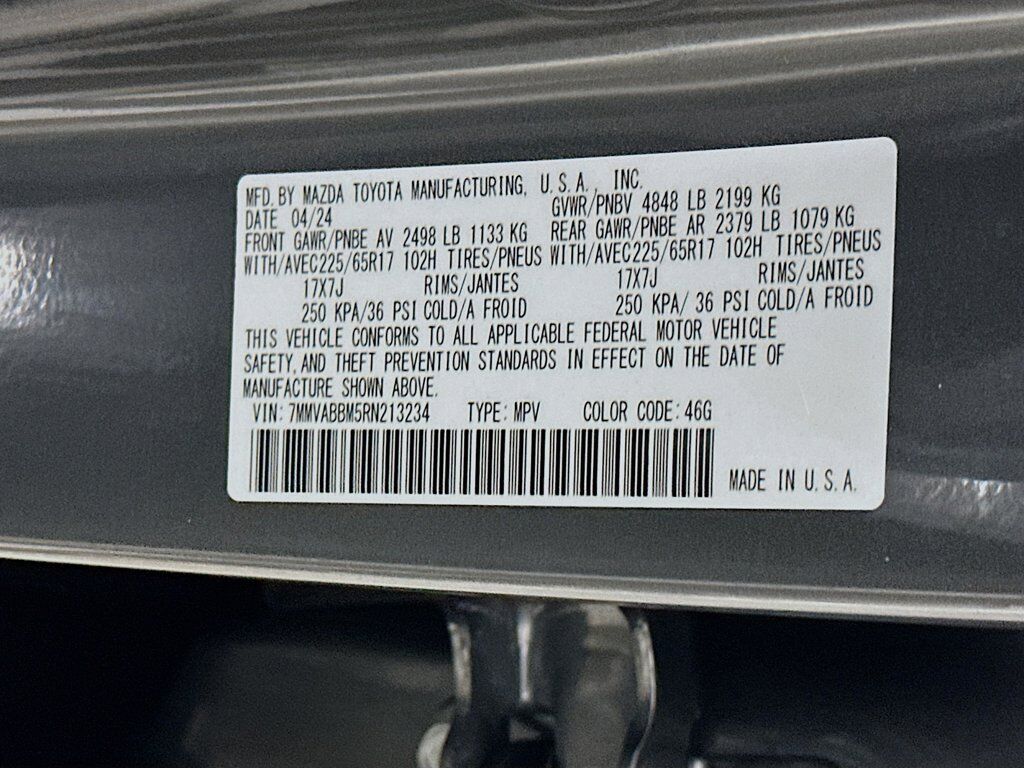 MFD. BY MAZDA TOYOTA MANUFACTURING, U.S.A., INC.
DATE 04/24 GVWR/PNBV 4848 LB 2199 KG
FRONT GAWR/PNBE AV 2498 LB 1133 KG REAR GAWR/PNBE AR 2379 LB 1079 KG
WITH/AVEC225/65R17 102H TIRES/PNEUS WITH/AVEC225/65R17 102H TIRES/PNEUS
17X7J RIMS/JANTES 17X7J RIMS/JANTES
250 KPA/36 PSI COLD/A FROID 250 KPA/ 36 PSI COLD/A FROID
THIS VEHICLE CONFORMS TO ALL APPLICABLE FEDERAL MOTOR VEHICLE
SAFETY, AND THEFT PREVENTION STANDARDS IN EFFECT ON THE DATE OF
MANUFACTURE SHOWN ABOVE.
VIN: 7MMVABBM5RN213234 TYPE: MPV COLOR CODE: 46G
MADE IN U.S.A.